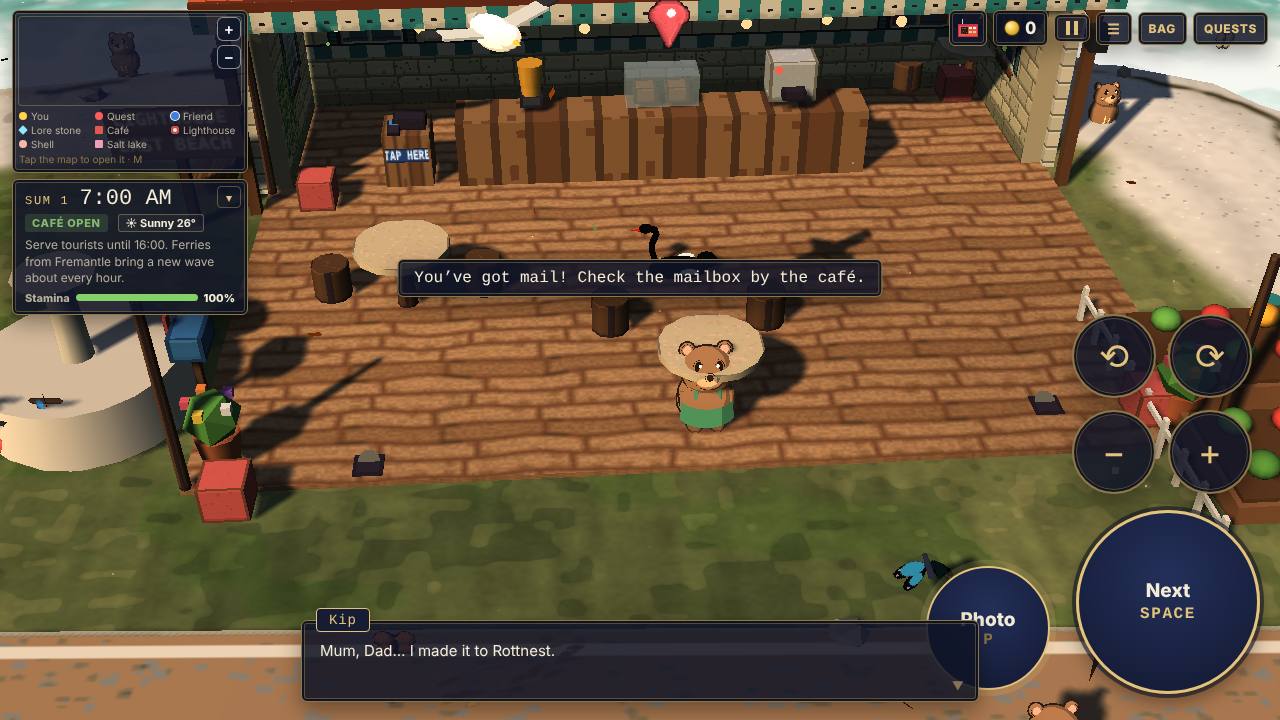 You
Quest
Friend
Lore stone
Café
Lighthouse
Shell
Salt lake
Tap the map to open it · M
+
−
SUM 1 7:00 AM
▼
CAFÉ OPEN
☀ Sunny 26°
Serve tourists until 16:00. Ferries
from Fremantle bring a new wave
about every hour.
Stamina 100%
0
☰
BAG
QUESTS
TAP HERE
You’ve got mail! Check the mailbox by the café.
⟲
⟳
−
+
Next
SPACE
Photo
P
Kip
Mum, Dad... I made it to Rottnest.
▼